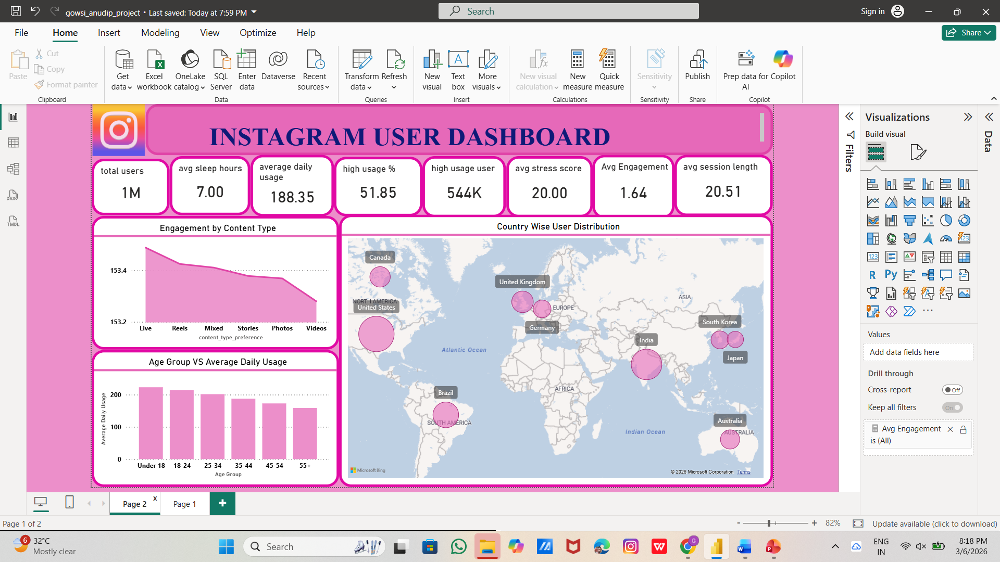 gowsi_anudip_project • Last saved: Today at 7:59 PM
Search
Sign in
File Home Insert Modeling View Optimize Help
Share
Paste
Cut
Copy
Format painter
Clipboard
Get data
Excel workbook
OneLake catalog
SQL Server
Enter data
Dataverse
Recent sources
Data
Transform data
Refresh
Queries
New visual
Text box
More visuals
Insert
New visual calculation
New measure
Quick measure
Calculations
Sensitivity
Sensitivity
Publish
Share
Prep data for AI
Copilot
Copilot
DAX
TMDL
INSTAGRAM USER DASHBOARD
total users
1M
avg sleep hours
7.00
average daily usage
188.35
high usage %
51.85
high usage user
544K
avg stress score
20.00
Avg Engagement
1.64
avg session length
20.51
Engagement by Content Type
153.4
153.2
Live Reels Mixed Stories Photos Videos
content_type_preference
Age Group VS Average Daily Usage
Average Daily Usage
200
100
0
Under 18 18-24 25-34 35-44 45-54 55+
Age Group
Country Wise User Distribution
Canada
United Kingdom
NORTH AMERICA
United States
EUROPE
ASIA
Germany
South Korea
India
Japan
Atlantic Ocean
AFRICA
Brazil
SOUTH AMERICA
Indian Ocean
Australia
AUSTRALIA
Microsoft Bing
© 2026 Microsoft Corporation Terms
Filters
Visualizations
Build visual
123
123
R
Py
...
Values
Add data fields here
Drill through
Cross-report
Off
Keep all filters
On
Avg Engagement
is (All)
Data
Page 2
x
Page 1
+
Page 1 of 2
- + 82%
Update available (click to download)
6
32°C
Mostly clear
Search
G
W
P
ENG
IN
8:18 PM
3/6/2026